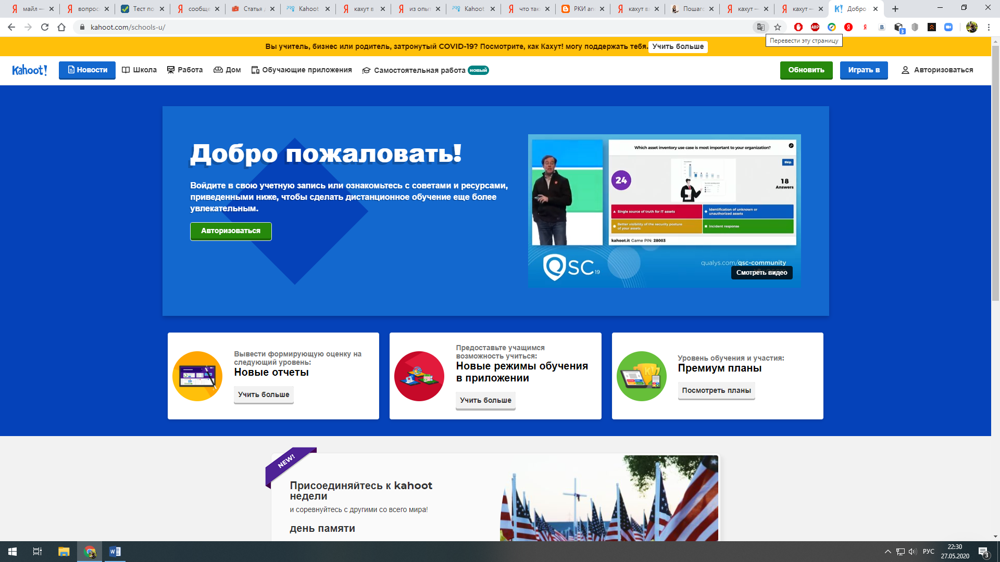 майл —
вопрос
Тест по
сообще
Статья
Kahoot
кахут в
из опыт
Kahoot
что так
РКИ an
кахут в
Пошаго
кахут —
кахут —
Добро
kahoot.com/schools-u/
Перевести эту страницу
Вы учитель, бизнес или родитель, затронутый COVID-19? Посмотрите, как Кахут! могу поддержать тебя. Учить больше
Kahoot! Новости Школа Работа Дом Обучающие приложения Самостоятельная работа новый Обновить Играть в Авторизоваться
Добро пожаловать!
Войдите в свою учетную запись или ознакомьтесь с советами и ресурсами,
приведенными ниже, чтобы сделать дистанционное обучение еще более
увлекательным.
Авторизоваться
Which asset inventory use case is most important to your organization?
Skip
24
18
Answers
Single source of truth for IT assets
Identification of unknown or
unauthorized assets
Better visibility of the security posture
of your assets
Incident response
kahoot.it Game PIN: 28003
QSC 19
qualys.com/qsc-community
Смотреть видео
Вывести формирующую оценку на
следующий уровень:
Новые отчеты
Учить больше
Предоставьте учащимся
возможность учиться:
Новые режимы обучения
в приложении
Учить больше
Уровень обучения и участия:
Премиум планы
Посмотреть планы
NEW!
Присоединяйтесь к kahoot
недели
и соревнуйтесь с другими со всего мира!
день памяти
РУС
22:30
27.05.2020
3